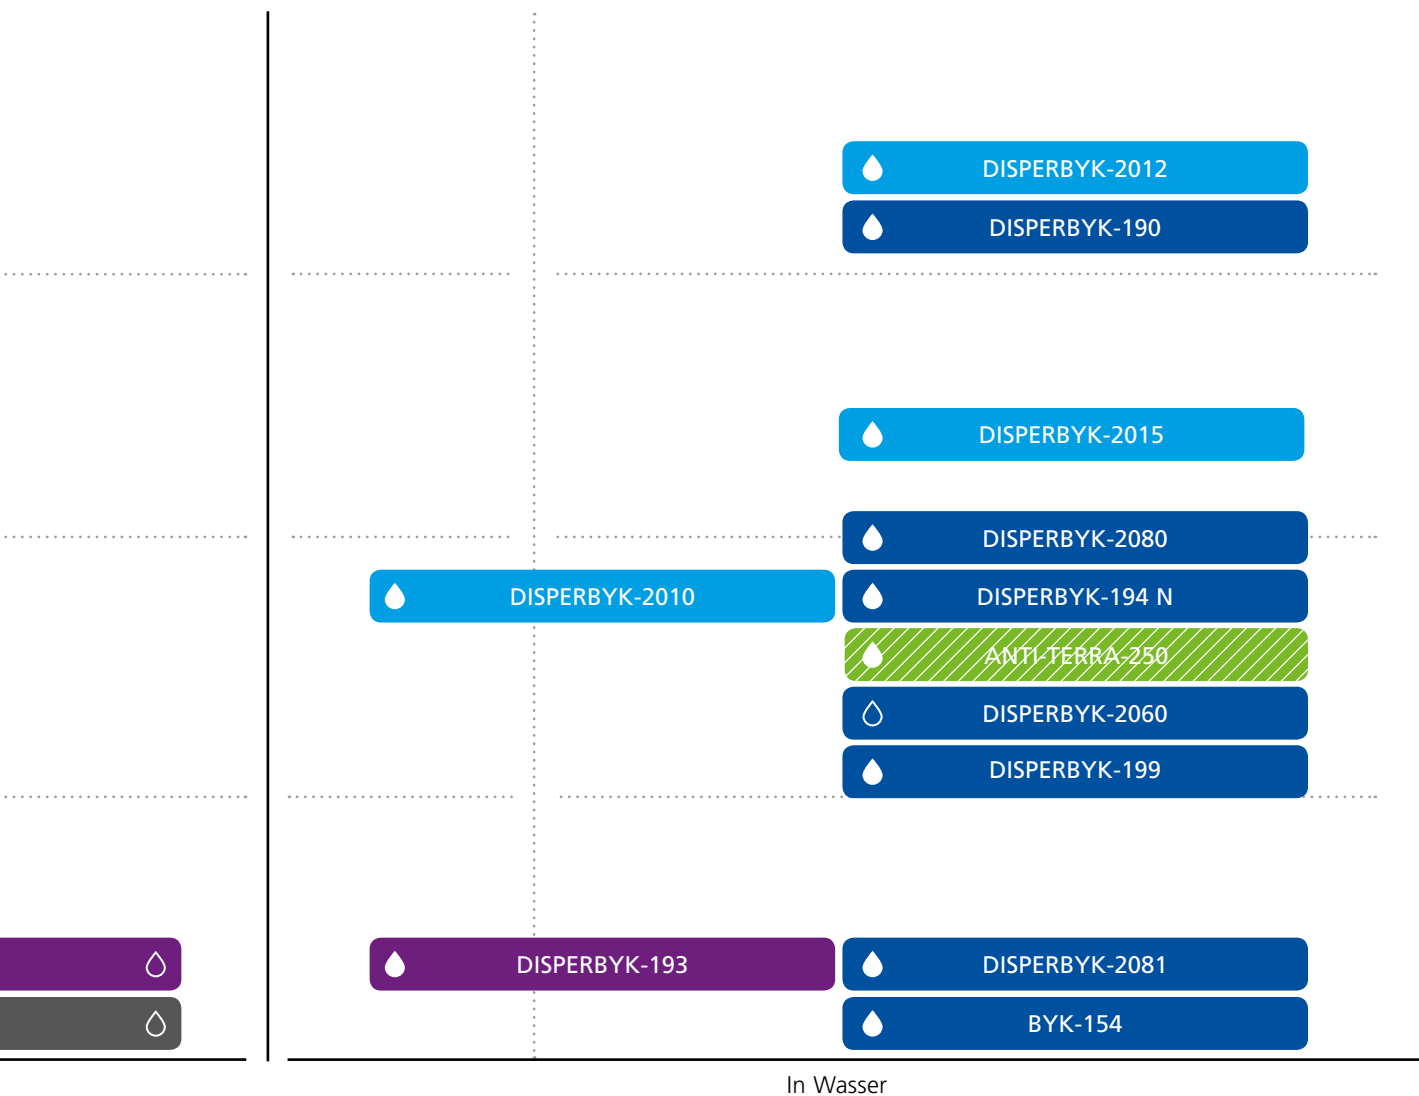 DISPERBYK-2012
DISPERBYK-190
DISPERBYK-2015
DISPERBYK-2080
DISPERBYK-2010
DISPERBYK-194 N
ANTI-TERRA-250
DISPERBYK-2060
DISPERBYK-199
DISPERBYK-193
DISPERBYK-2081
BYK-154
In Wasser